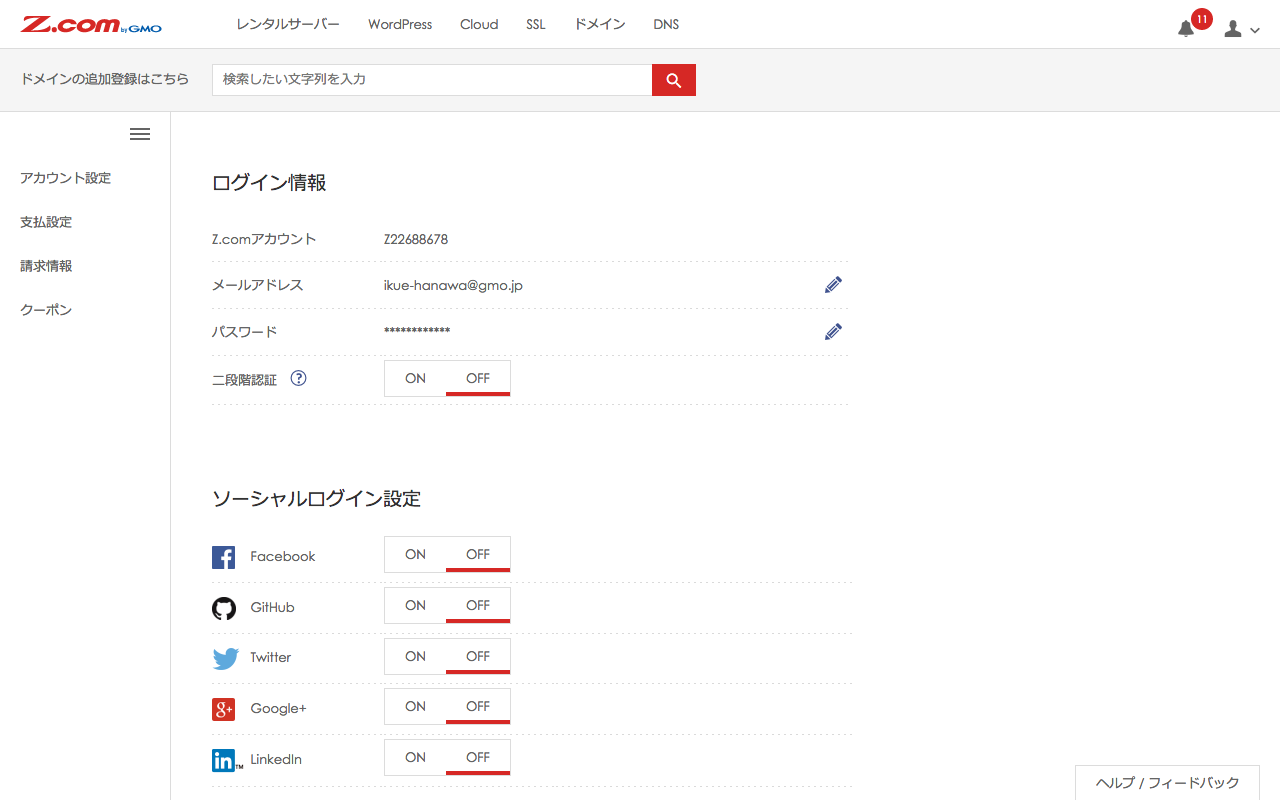 Z.com by GMO
レンタルサーバー WordPress Cloud SSL ドメイン DNS
11
ドメインの追加登録はこちら 検索したい文字列を入力
アカウント設定
支払設定
請求情報
クーポン
ログイン情報
Z.comアカウント Z22688678
メールアドレス ikue-hanawa@gmo.jp
パスワード ************
二段階認証 ? ON OFF
ソーシャルログイン設定
Facebook ON OFF
GitHub ON OFF
Twitter ON OFF
g+ Google+ ON OFF
in™ LinkedIn ON OFF
ヘルプ / フィードバック